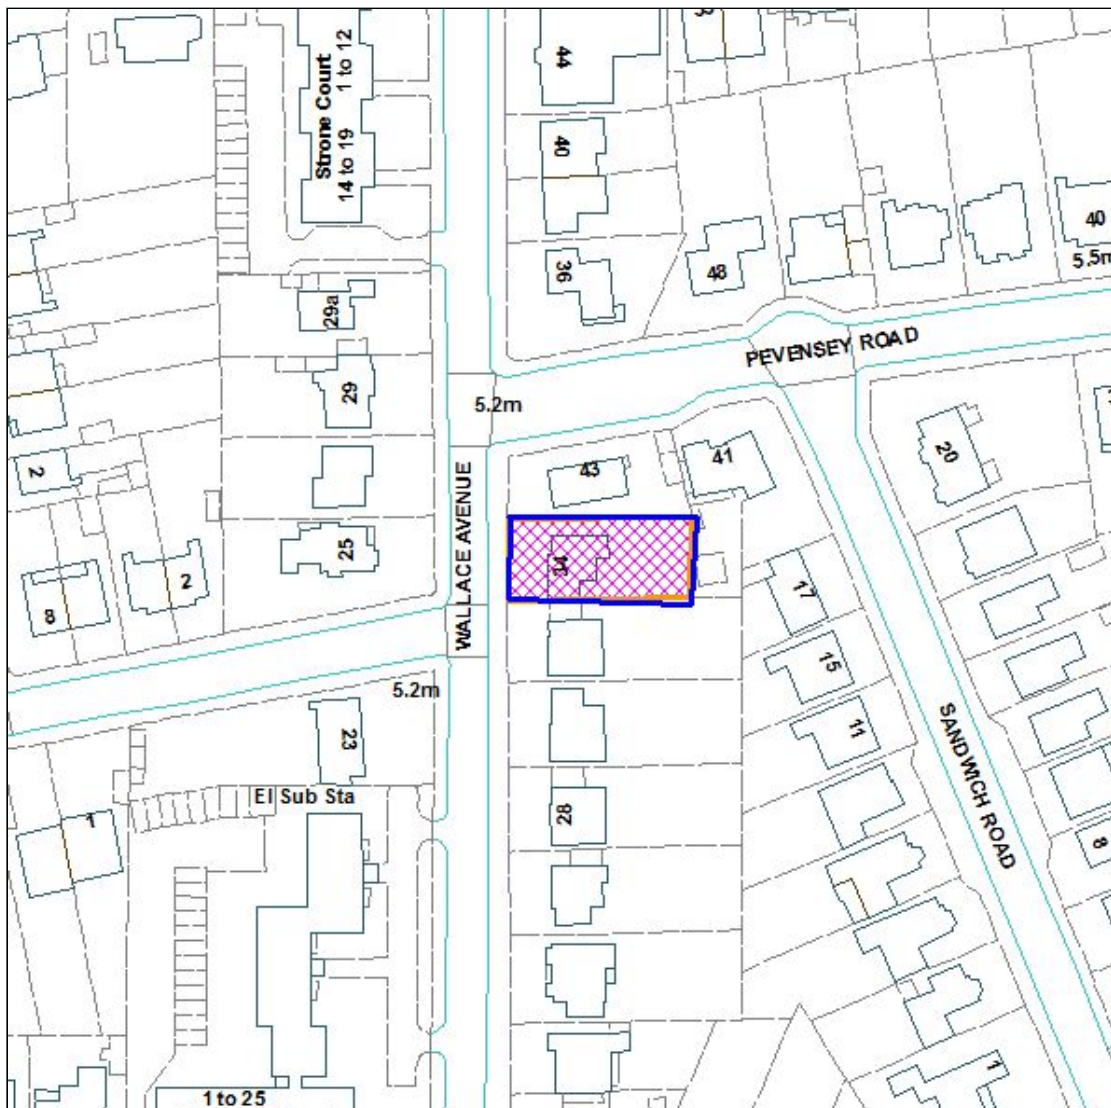 Strone Court
1 to 12
14 to 19
44
40
36
48
40
5.5m
PEVENSEY ROAD
29a
29
5.2m
43
41
20
2
WALLACE AVENUE
25
34
2
8
17
15
11
5.2m
23
SANDWICH ROAD
El Sub Sta
28
1
8
1
1 to 25